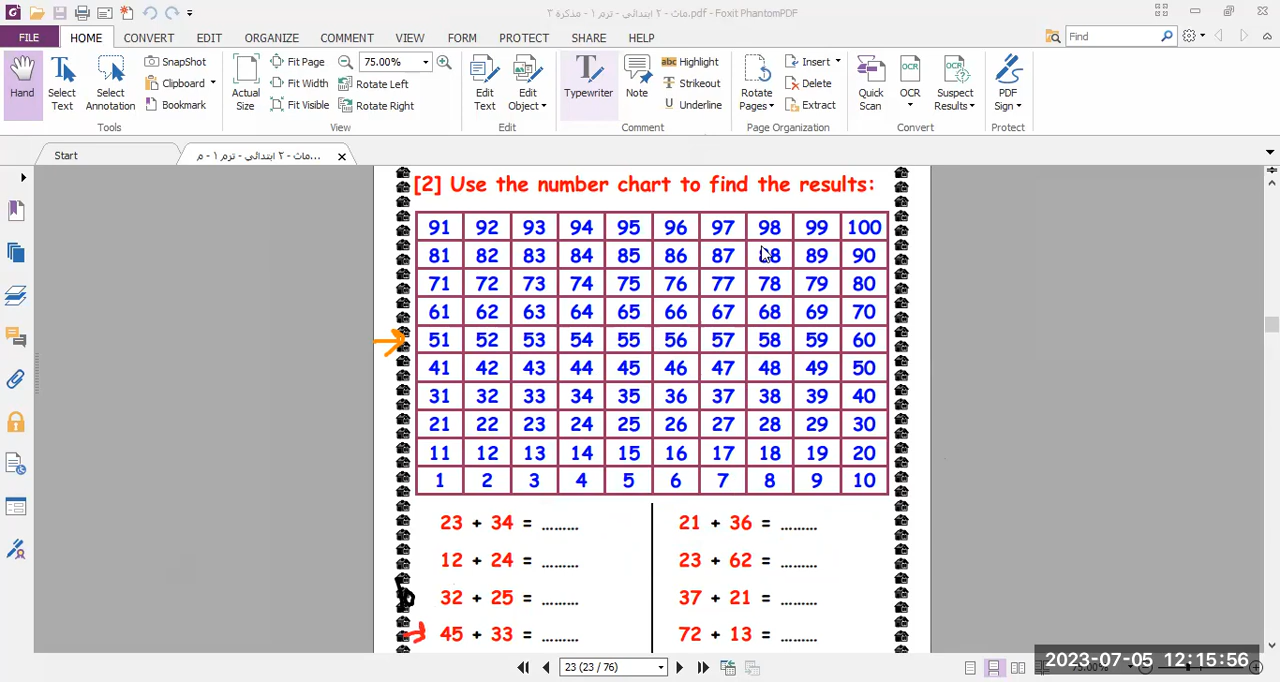 ماث - ٢ ابتدائي - ترم ١ - مذكرة ٣.pdf - Foxit PhantomPDF
FILE HOME CONVERT EDIT ORGANIZE COMMENT VIEW FORM PROTECT SHARE HELP Find
Hand
Select Text
Select Annotation
SnapShot
Clipboard
Bookmark
Tools
Actual Size
Fit Page
Fit Width
Fit Visible
75.00%
Rotate Left
Rotate Right
View
Edit Text
Edit Object
Edit
Typewriter
Note
Highlight
Strikeout
Underline
Comment
Rotate Pages
Insert
Delete
Extract
Page Organization
Quick Scan
OCR
Suspect Results
Convert
PDF Sign
Protect
Start
ماث - ٢ ابتدائي - ترم ١ - م...
[2] Use the number chart to find the results:
91 92 93 94 95 96 97 98 99 100
81 82 83 84 85 86 87 88 89 90
71 72 73 74 75 76 77 78 79 80
61 62 63 64 65 66 67 68 69 70
51 52 53 54 55 56 57 58 59 60
41 42 43 44 45 46 47 48 49 50
31 32 33 34 35 36 37 38 39 40
21 22 23 24 25 26 27 28 29 30
11 12 13 14 15 16 17 18 19 20
1 2 3 4 5 6 7 8 9 10
23 + 34 = .........
12 + 24 = .........
32 + 25 = .........
45 + 33 = .........
21 + 36 = .........
23 + 62 = .........
37 + 21 = .........
72 + 13 = .........
23 (23 / 76)
2023-07-05 12:15:56